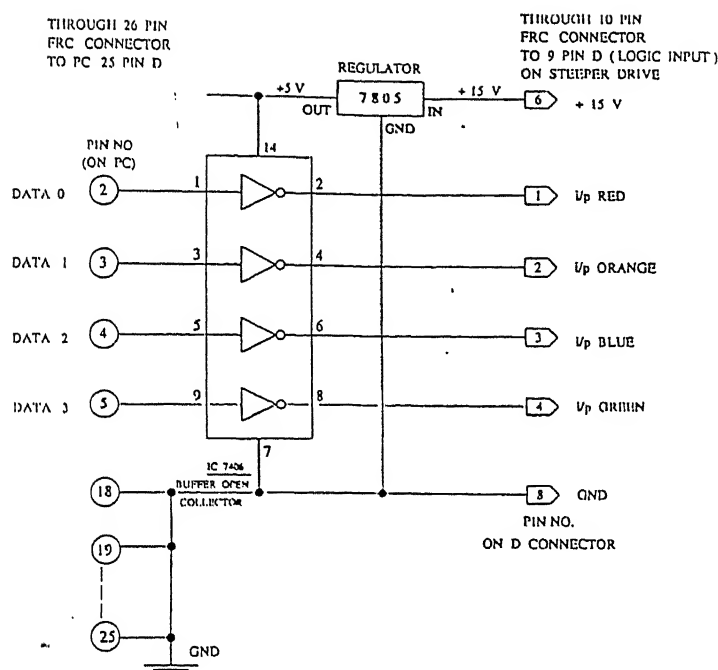 THROUGH 26 PIN
FRC CONNECTOR
TO PC 25 PIN D
THROUGH 10 PIN
FRC CONNECTOR
TO 9 PIN D (LOGIC INPUT)
ON STEEPER DRIVE
REGULATOR
+5 V
OUT
7805
IN
+ 15 V
6
+ 15 V
GND
PIN NO
(ON PC)
14
DATA 0
2
1
2
1
i/p RED
DATA 1
3
3
4
2
i/p ORANGE
DATA 2
4
5
6
3
i/p BLUE
DATA 3
5
9
8
4
i/p GREEN
7
IC 7406
BUFFER OPEN
COLLECTOR
18
8
GND
PIN NO.
ON D CONNECTOR
19
25
GND